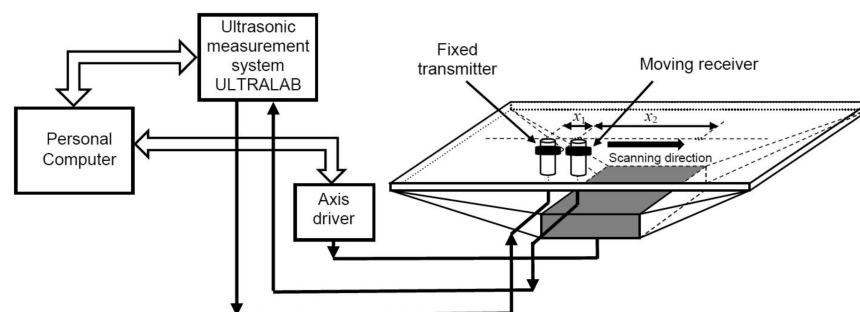 Ultrasonic
measurement
system
ULTRALAB
Fixed
transmitter
Moving receiver
x1
x2
Scanning direction
Personal
Computer
Axis
driver